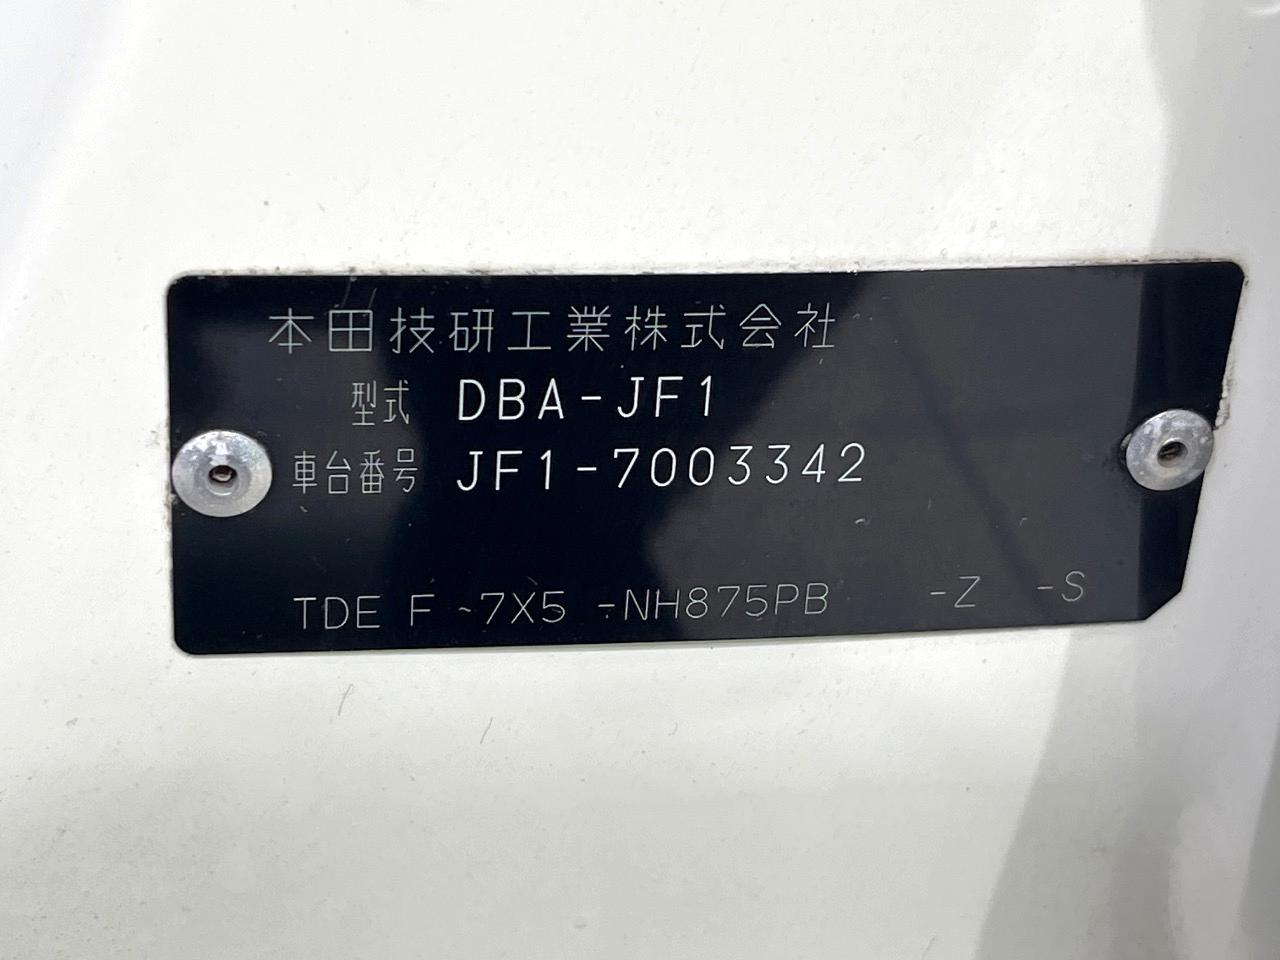 本田技研工業株式会社
型式 DBA-JF1
車台番号 JF1-7003342
TDE F -7X5 -NH875PB -Z -S